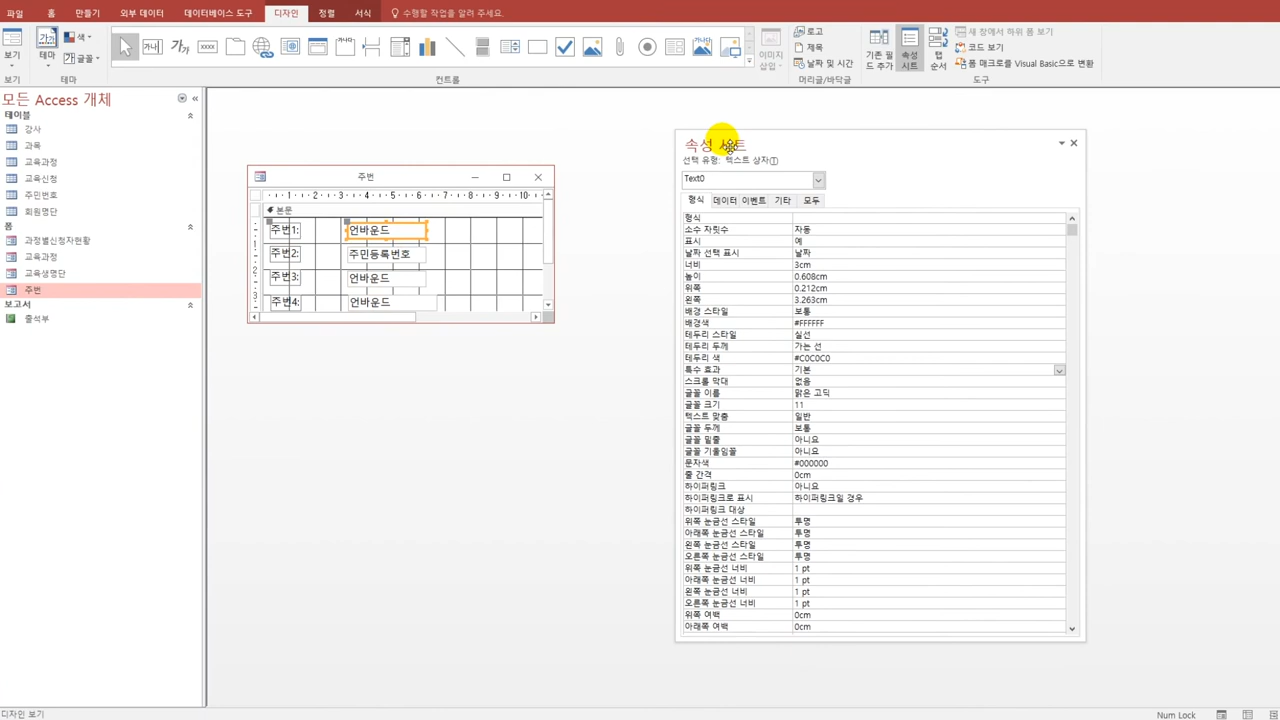 파일 홈 만들기 외부 데이터 데이터베이스 도구 디자인 정렬 서식 수행할 작업을 알려 주세요.
보기
보기
테마
색
글꼴
테마
가나
가가
xxxx
컨트롤
이미지
삽입
로고
제목
날짜 및 시간
머리글/바닥글
기존 필
드 추가
속성
시트
탭
순서
새 창에서 하위 폼 보기
코드 보기
폼 매크로를 Visual Basic으로 변환
도구
모든 Access 개체
테이블
강사
과목
교육과정
교육신청
주민번호
회원명단
폼
과정별신청자현황
교육과정
교육생명단
주번
보고서
출석부
주번
1 2 3 4 5 6 7 8 9 10
본문
주번1: 언바운드
주번2: 주민등록번호
주번3: 언바운드
주번4: 언바운드
속성 시트
선택 유형: 텍스트 상자(T)
Text0
형식 데이터 이벤트 기타 모두
형식
소수 자릿수 자동
표시 예
날짜 선택 표시 날짜
너비 3cm
높이 0.608cm
위쪽 0.212cm
왼쪽 3.263cm
배경 스타일 보통
배경색 #FFFFFF
테두리 스타일 실선
테두리 두께 가는 선
테두리 색 #C0C0C0
특수 효과 기본
스크롤 막대 없음
글꼴 이름 맑은 고딕
글꼴 크기 11
텍스트 맞춤 일반
글꼴 두께 보통
글꼴 밑줄 아니요
글꼴 기울임꼴 아니요
문자색 #000000
줄 간격 0cm
하이퍼링크 아니요
하이퍼링크로 표시 하이퍼링크일 경우
하이퍼링크 대상
위쪽 눈금선 스타일 투명
아래쪽 눈금선 스타일 투명
왼쪽 눈금선 스타일 투명
오른쪽 눈금선 스타일 투명
위쪽 눈금선 너비 1 pt
아래쪽 눈금선 너비 1 pt
왼쪽 눈금선 너비 1 pt
오른쪽 눈금선 너비 1 pt
위쪽 여백 0cm
아래쪽 여백 0cm
디자인 보기
Num Lock